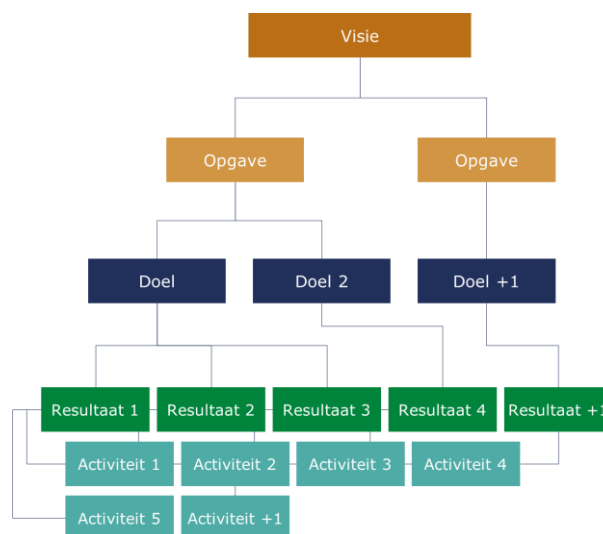 Visie
Opgave
Opgave
Doel
Doel 2
Doel +1
Resultaat 1
Resultaat 2
Resultaat 3
Resultaat 4
Resultaat +1
Activiteit 1
Activiteit 2
Activiteit 3
Activiteit 4
Activiteit 5
Activiteit +1